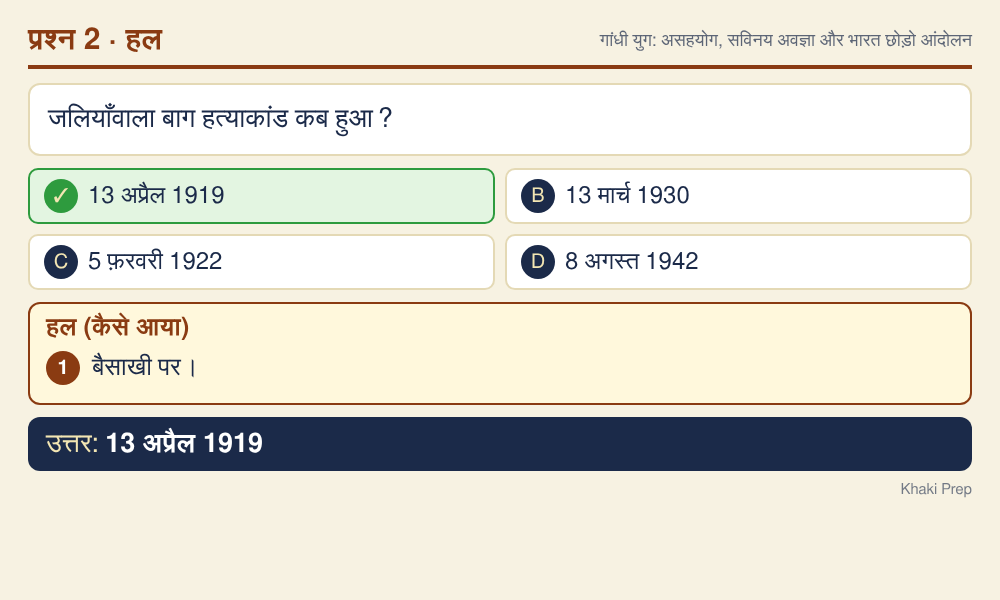 प्रश्न 2 · हल
गांधी युग: असहयोग, सविनय अवज्ञा और भारत छोड़ो आंदोलन
जलियाँवाला बाग हत्याकांड कब हुआ ?
✓ 13 अप्रैल 1919
B 13 मार्च 1930
C 5 फ़रवरी 1922
D 8 अगस्त 1942
हल (कैसे आया)
1 बैसाखी पर ।
उत्तर: 13 अप्रैल 1919
Khaki Prep